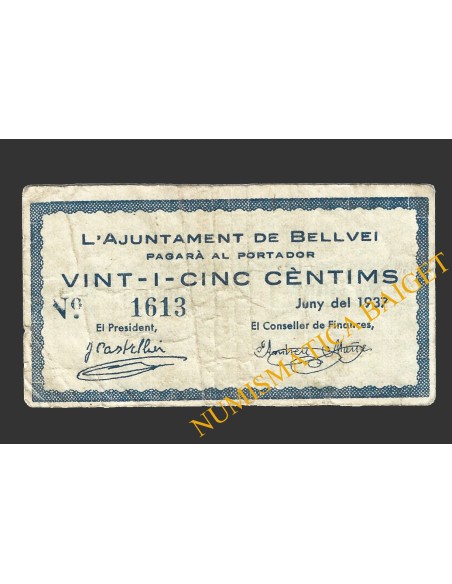 L'AJUNTAMENT DE BELLVEI
PAGARÀ AL PORTADOR
VINT-I-CINC CÈNTIMS
Nº. 1613 Juny del 1937
El President, El Conseller de Finances,
J Castellvi
NUMISMATICA BAIGET